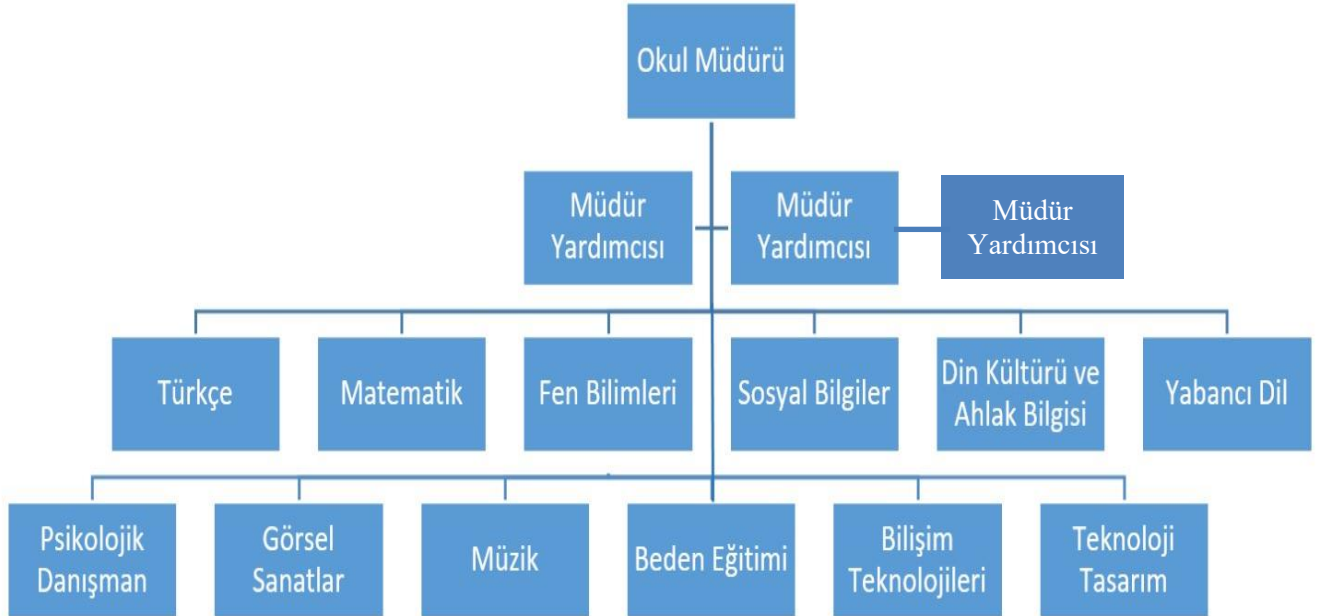 Okul Müdürü
Müdür
Yardımcısı
Müdür
Yardımcısı
Müdür
Yardımcısı
Türkçe
Matematik
Fen Bilimleri
Sosyal Bilgiler
Din Kültürü ve
Ahlak Bilgisi
Yabancı Dil
Psikolojik
Danışman
Görsel
Sanatlar
Müzik
Beden Eğitimi
Bilişim
Teknolojileri
Teknoloji
Tasarım